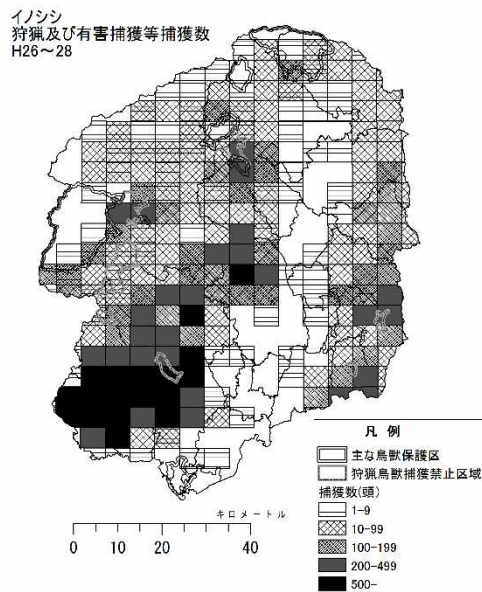 イノシシ
狩猟及び有害捕獲等捕獲数
H26～28
凡 例
主な鳥獣保護区
狩猟鳥獣捕獲禁止区域
捕獲数(頭)
1-9
10-99
100-199
200-499
500-
キロメートル
0 10 20 40